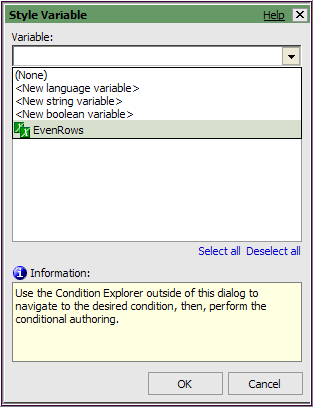 Style Variable Help
Variable:
(None)
<New language variable>
<New string variable>
<New boolean variable>
EvenRows
Select all Deselect all
Information:
Use the Condition Explorer outside of this dialog to
navigate to the desired condition, then, perform the
conditional authoring.
OK Cancel